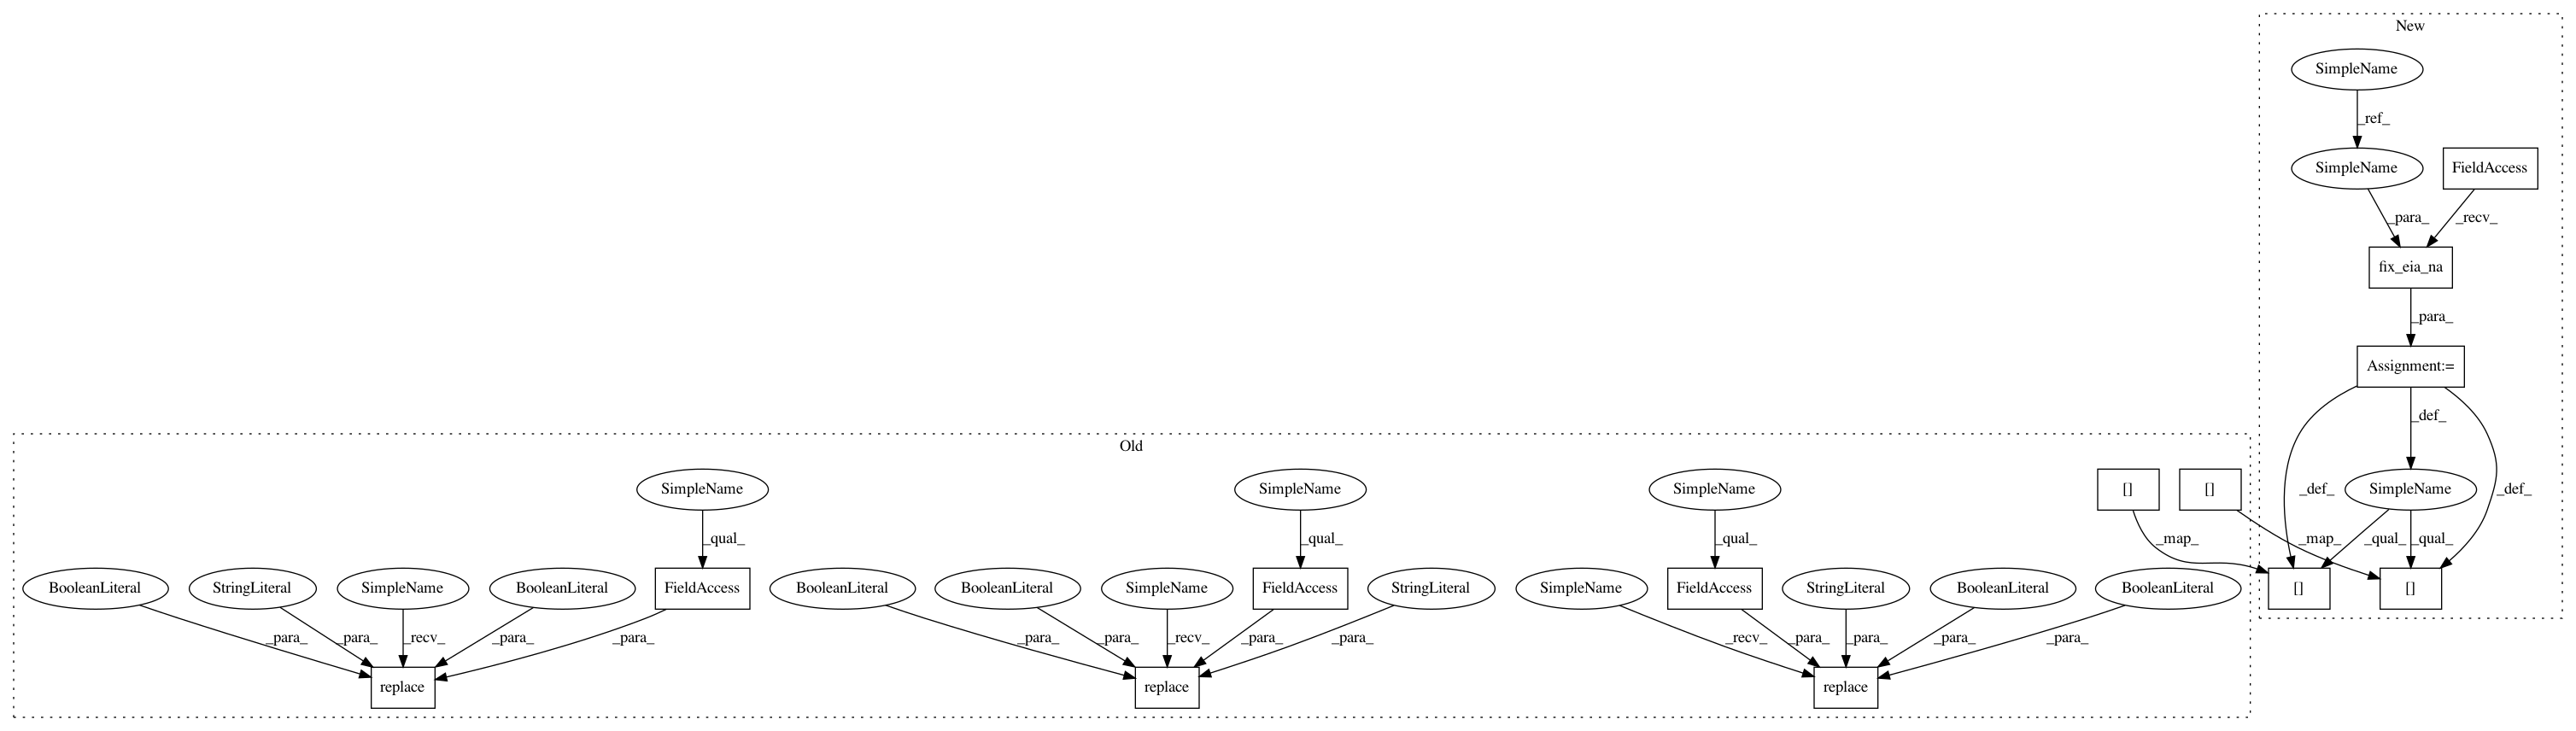 New
SimpleName
_ref_
SimpleName
FieldAccess
_para_
_recv_
fix_eia_na
_para_
Assignment:=
_def_
_def_
_def_
SimpleName
_qual_
_qual_
[]
[]
Old
SimpleName
SimpleName
SimpleName
[]
[]
_qual_
_qual_
_qual_
_map_
_map_
BooleanLiteral
StringLiteral
SimpleName
BooleanLiteral
FieldAccess
BooleanLiteral
BooleanLiteral
SimpleName
FieldAccess
StringLiteral
SimpleName
FieldAccess
StringLiteral
BooleanLiteral
BooleanLiteral
_para_
_para_
_recv_
_para_
_para_
_para_
_para_
_recv_
_para_
_para_
_recv_
_para_
_para_
_para_
_para_
replace
replace
replace